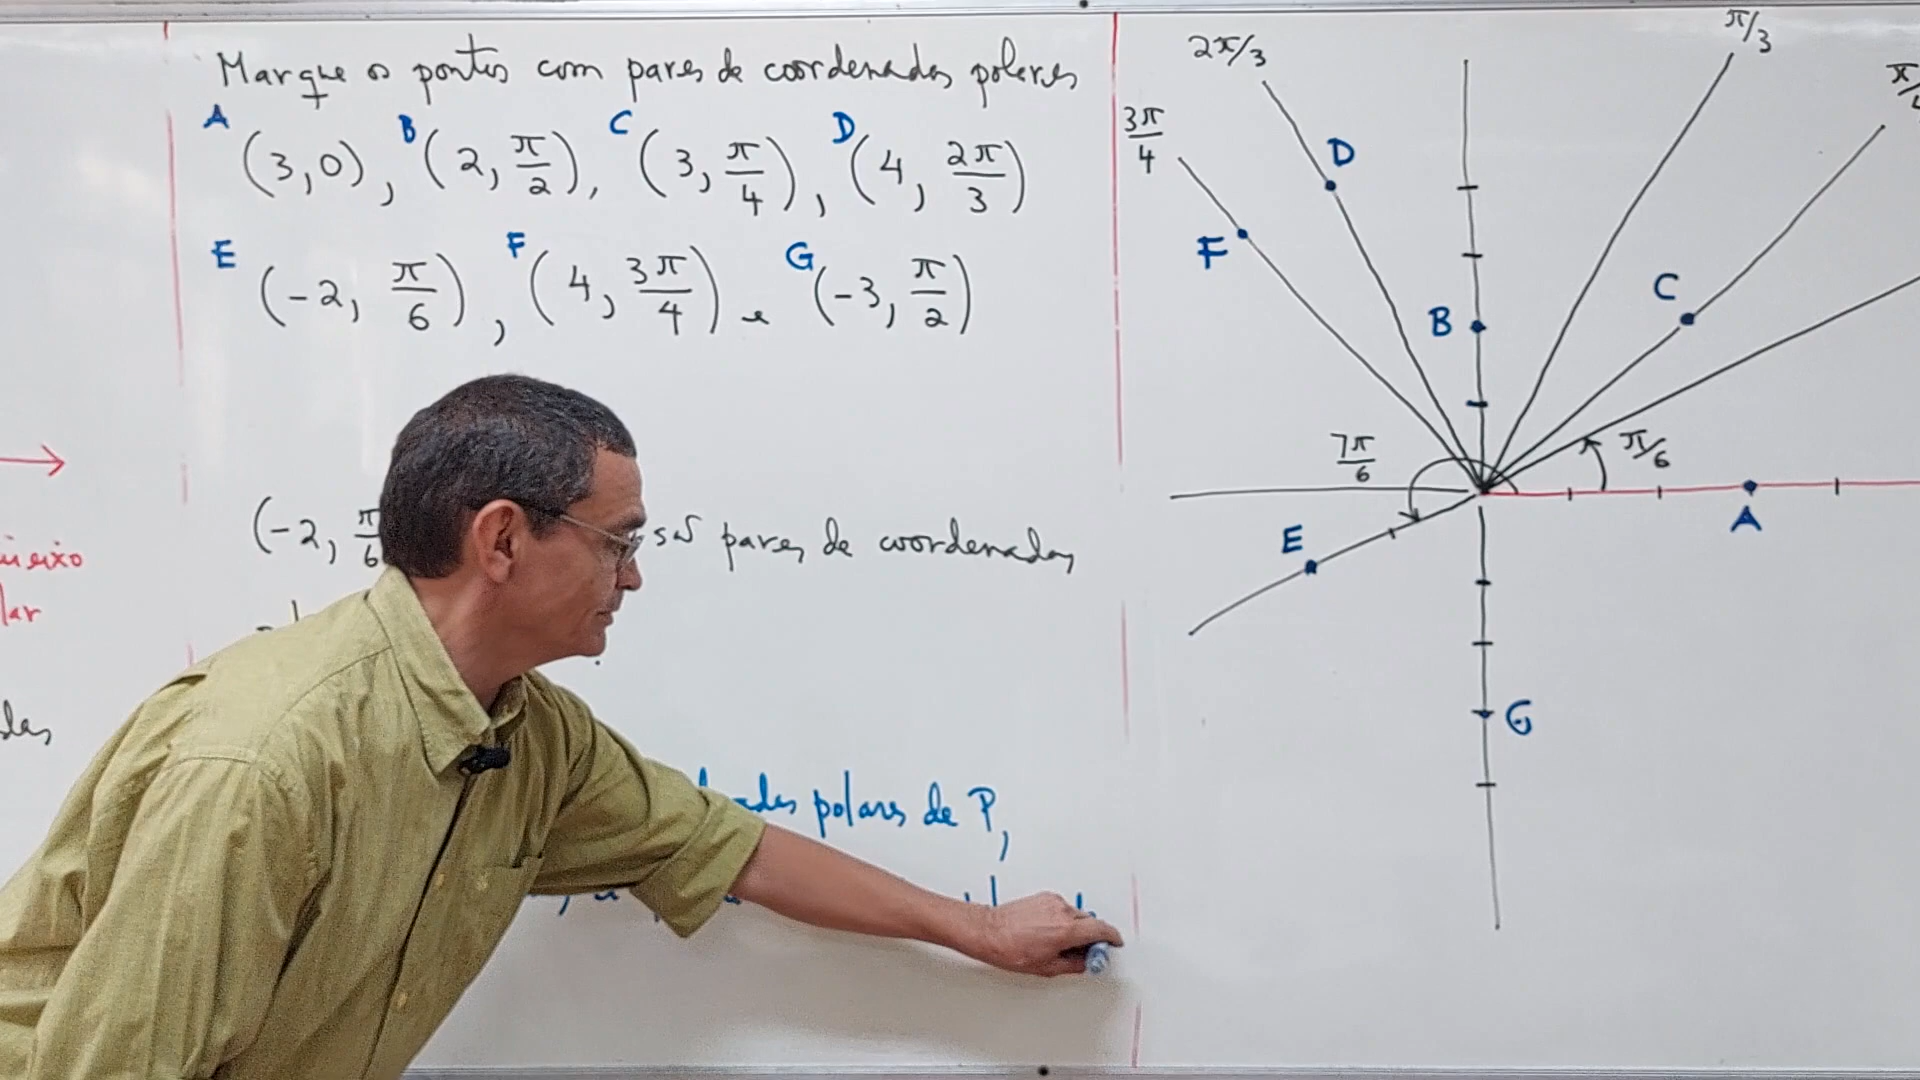 Marque os pontos com pares de coordenadas polares
A (3,0), B (2, π/2), C (3, π/4), D (4, 2π/3)
E (-2, π/6), F (4, 3π/4) e G (-3, π/2)
(-2, π/6 são pares de coordenadas
polares de P,
eixo
lar
2π/3
π/3
3π/4
D
F
C
B
7π/6
π/6
A
E
G